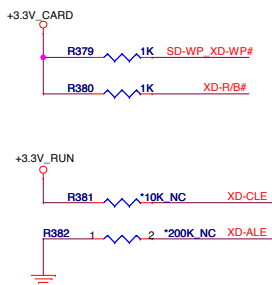 +3.3V_CARD
R379 1K SD-WP_XD-WP#
R380 1K XD-R/B#
+3.3V_RUN
R381 *10K_NC XD-CLE
R382 1 2 *200K_NC XD-ALE